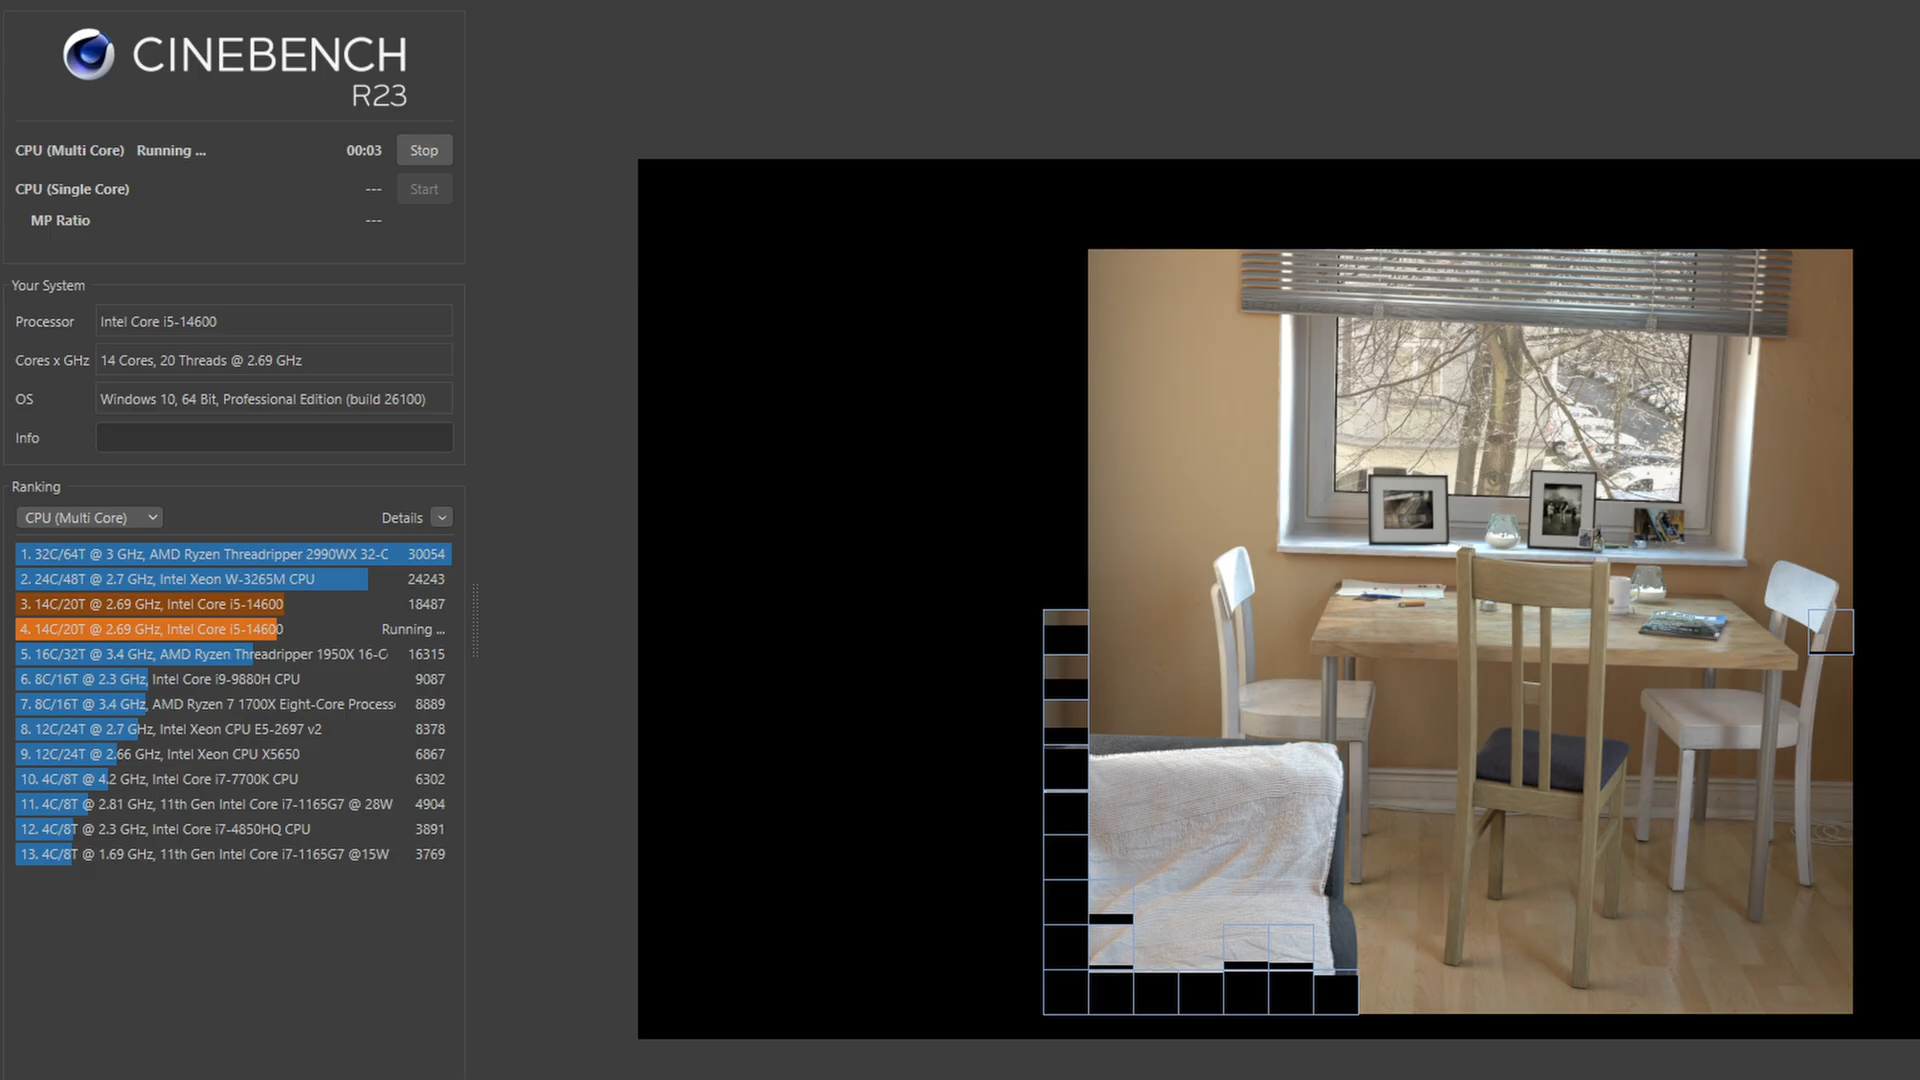 CINEBENCH
R23
CPU (Multi Core) Running ... 00:03 Stop
CPU (Single Core) --- Start
MP Ratio ---
Your System
Processor Intel Core i5-14600
Cores x GHz 14 Cores, 20 Threads @ 2.69 GHz
OS Windows 10, 64 Bit, Professional Edition (build 26100)
Info
Ranking
CPU (Multi Core) Details
1. 32C/64T @ 3 GHz, AMD Ryzen Threadripper 2990WX 32-C 30054
2. 24C/48T @ 2.7 GHz, Intel Xeon W-3265M CPU 24243
3. 14C/20T @ 2.69 GHz, Intel Core i5-14600 18487
4. 14C/20T @ 2.69 GHz, Intel Core i5-14600 Running ...
5. 16C/32T @ 3.4 GHz, AMD Ryzen Threadripper 1950X 16-C 16315
6. 8C/16T @ 2.3 GHz, Intel Core i9-9880H CPU 9087
7. 8C/16T @ 3.4 GHz, AMD Ryzen 7 1700X Eight-Core Process 8889
8. 12C/24T @ 2.7 GHz, Intel Xeon CPU E5-2697 v2 8378
9. 12C/24T @ 2.66 GHz, Intel Xeon CPU X5650 6867
10. 4C/8T @ 4.2 GHz, Intel Core i7-7700K CPU 6302
11. 4C/8T @ 2.81 GHz, 11th Gen Intel Core i7-1165G7 @ 28W 4904
12. 4C/8T @ 2.3 GHz, Intel Core i7-4850HQ CPU 3891
13. 4C/8T @ 1.69 GHz, 11th Gen Intel Core i7-1165G7 @15W 3769